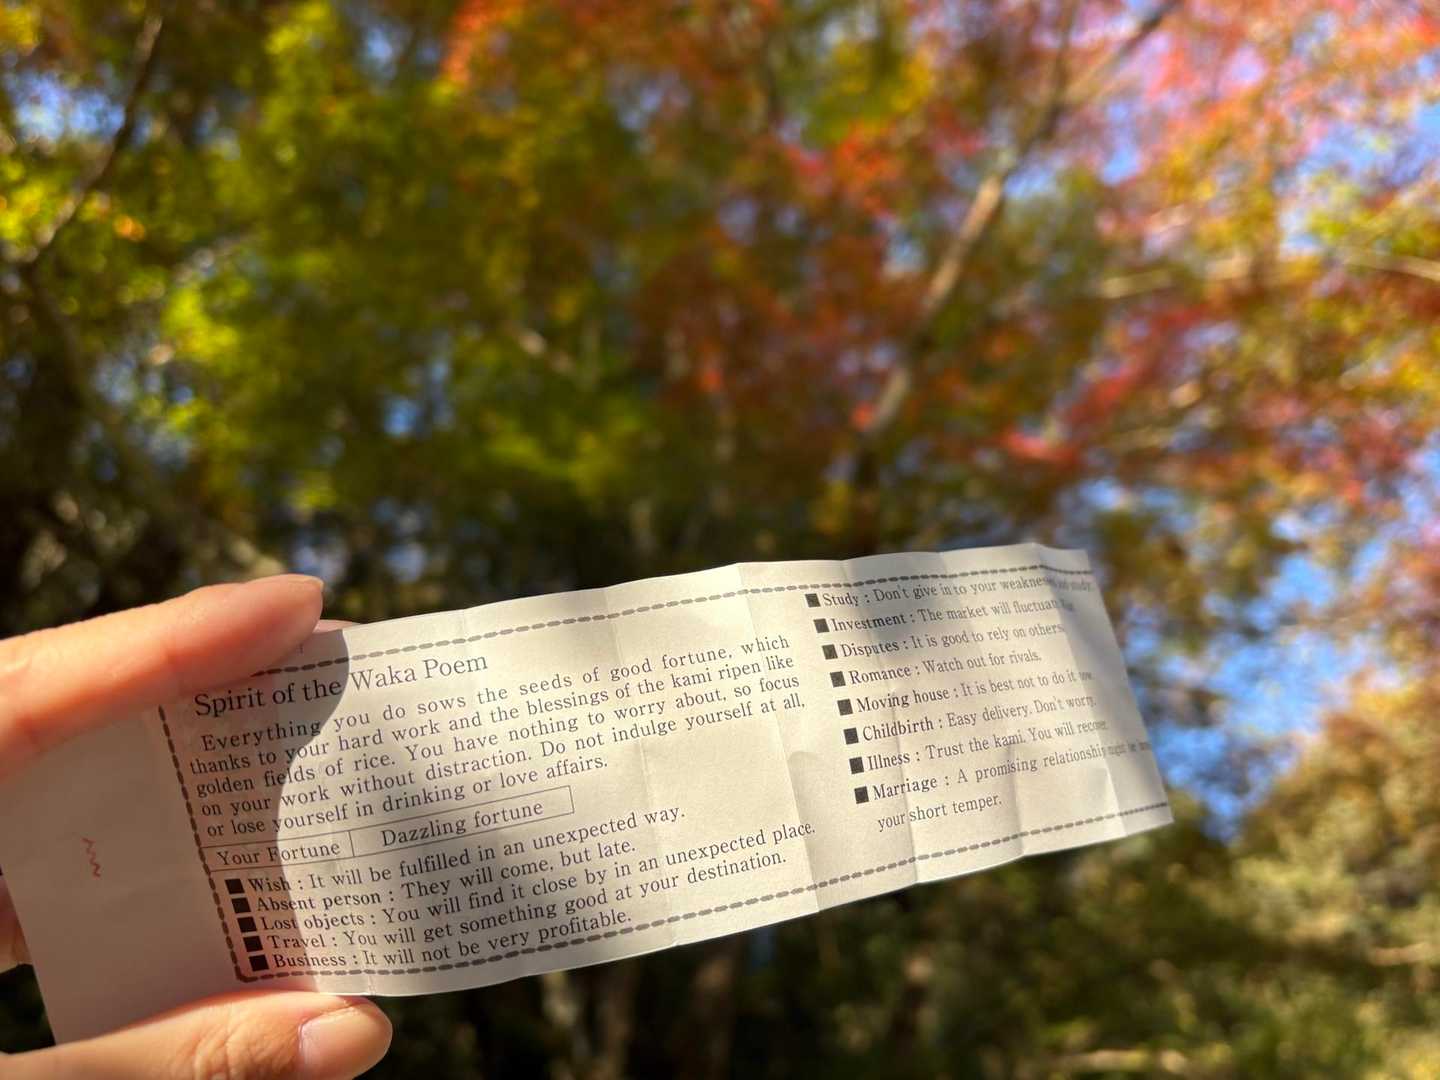 Spirit of the Waka Poem
Everything you do sows the seeds of good fortune, which
thanks to your hard work and the blessings of the kami ripen like
golden fields of rice. You have nothing to worry about, so focus
on your work without distraction. Do not indulge yourself at all,
or lose yourself in drinking or love affairs.
Your Fortune Dazzling fortune
■ Wish : It will be fulfilled in an unexpected way.
■ Absent person : They will come, but late.
■ Lost objects : You will find it close by in an unexpected place.
■ Travel : You will get something good at your destination.
■ Business : It will not be very profitable.
■ Study : Don't give in to your weakness and study.
■ Investment : The market will fluctuate.
■ Disputes : It is good to rely on others.
■ Romance : Watch out for rivals.
■ Moving house : It is best not to do it now.
■ Childbirth : Easy delivery. Don't worry.
■ Illness : Trust the kami. You will recover.
■ Marriage : A promising relationship might be
your short temper.